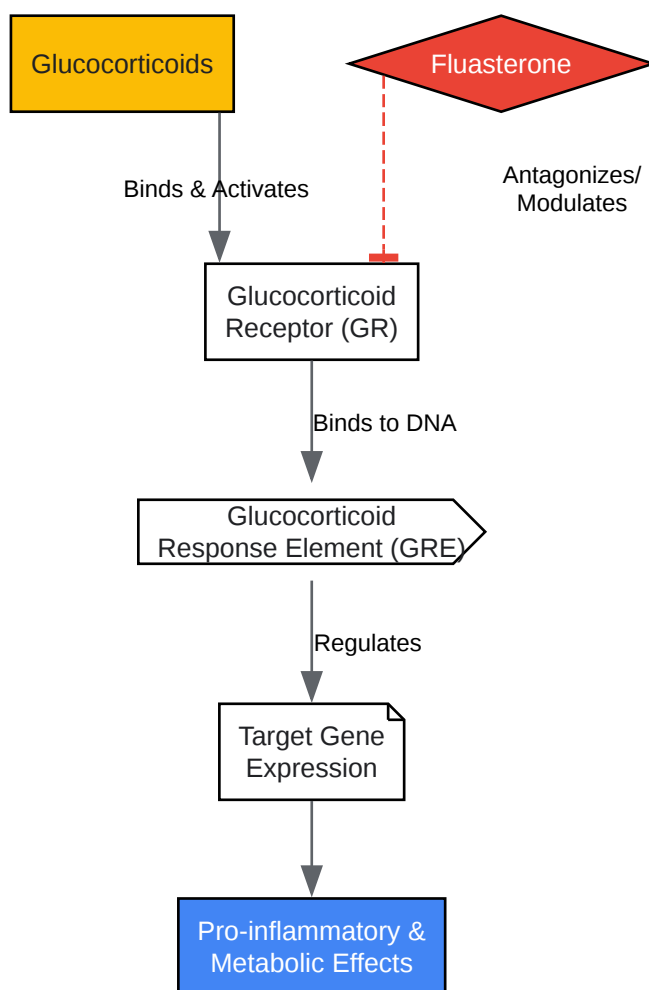 Glucocorticoids
Fluasterone
Binds & Activates
Antagonizes/
Modulates
Glucocorticoid
Receptor (GR)
Binds to DNA
Glucocorticoid
Response Element (GRE)
Regulates
Target Gene
Expression
Pro-inflammatory &
Metabolic Effects